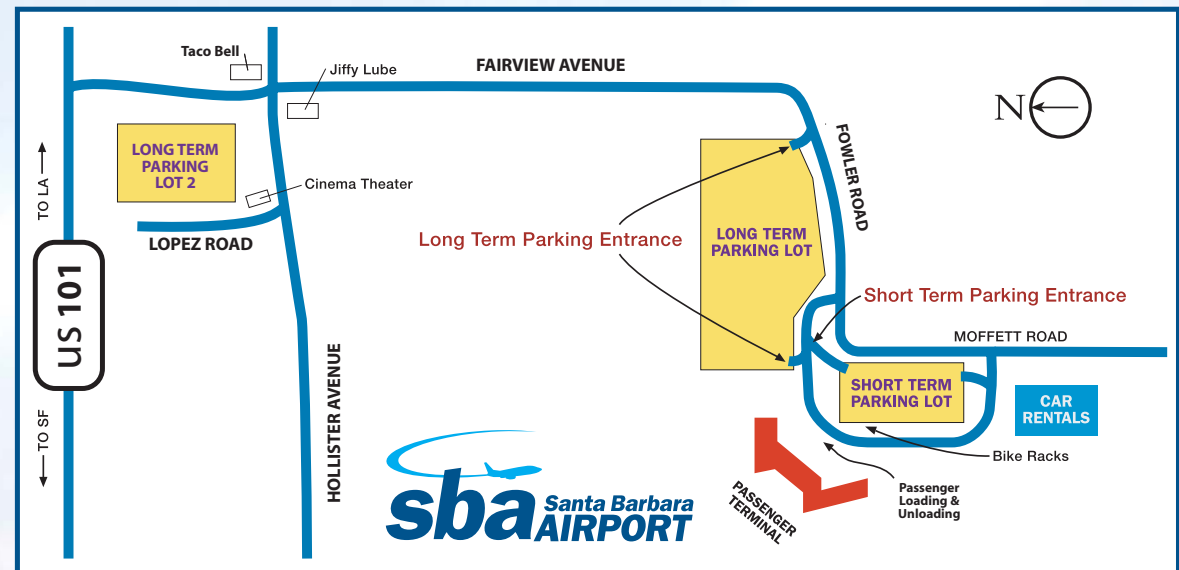 Taco Bell
Jiffy Lube
FAIRVIEW AVENUE
N
LONG TERM
PARKING
LOT 2
Cinema Theater
LOPEZ ROAD
TO LA
US 101
TO SF
HOLLISTER AVENUE
FOWLER ROAD
Long Term Parking Entrance
LONG TERM
PARKING LOT
Short Term Parking Entrance
MOFFETT ROAD
SHORT TERM
PARKING LOT
CAR
RENTALS
Bike Racks
Passenger
Loading &
Unloading
PASSENGER
TERMINAL
sba Santa Barbara
AIRPORT